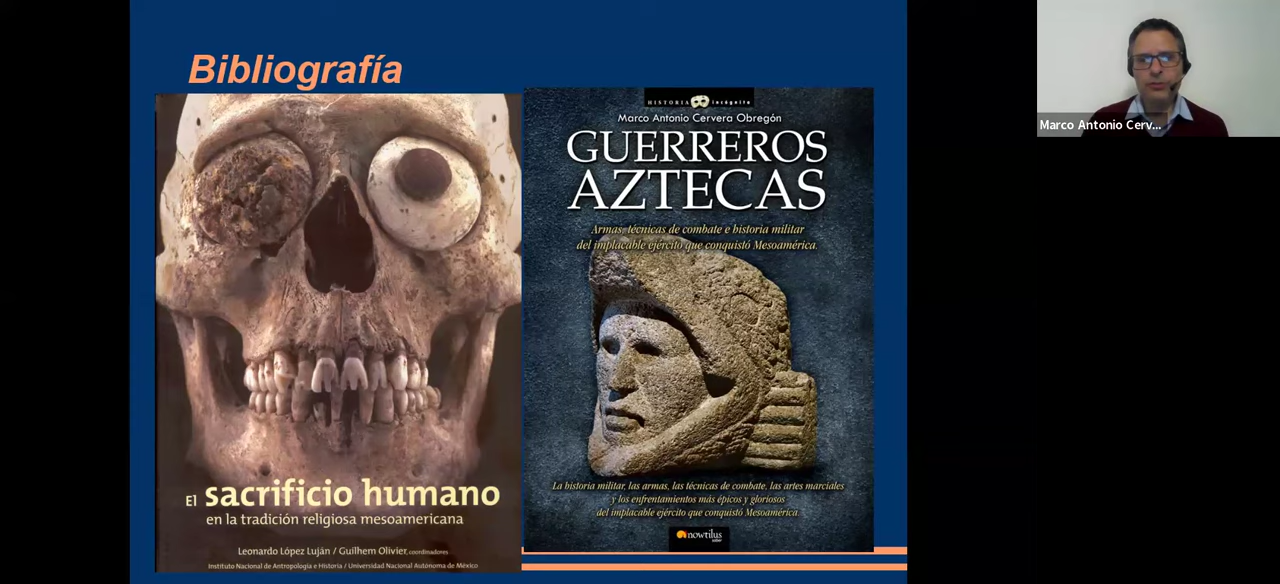 Bibliografía
El sacrificio humano
en la tradición religiosa mesoamericana
Leonardo López Luján / Guilhem Olivier, coordinadores
Instituto Nacional de Antropología e Historia / Universidad Nacional Autónoma de México
HISTORIA incógnita
Marco Antonio Cervera Obregón
GUERREROS
AZTECAS
Armas, técnicas de combate e historia militar
del implacable ejército que conquistó Mesoamérica.
La historia militar, las armas, las técnicas de combate, las artes marciales
y los enfrentamientos más épicos y gloriosos
del implacable ejército que conquistó Mesoamérica.
nowtilus
saber
Marco Antonio Cerv...